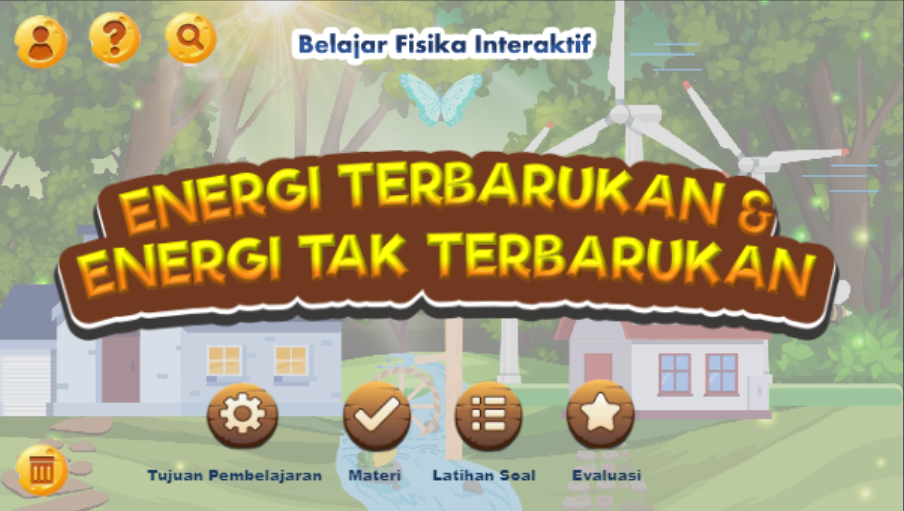 Belajar Fisika Interaktif
ENERGI TERBARUKAN &
ENERGI TAK TERBARUKAN
Tujuan Pembelajaran
Materi
Latihan Soal
Evaluasi